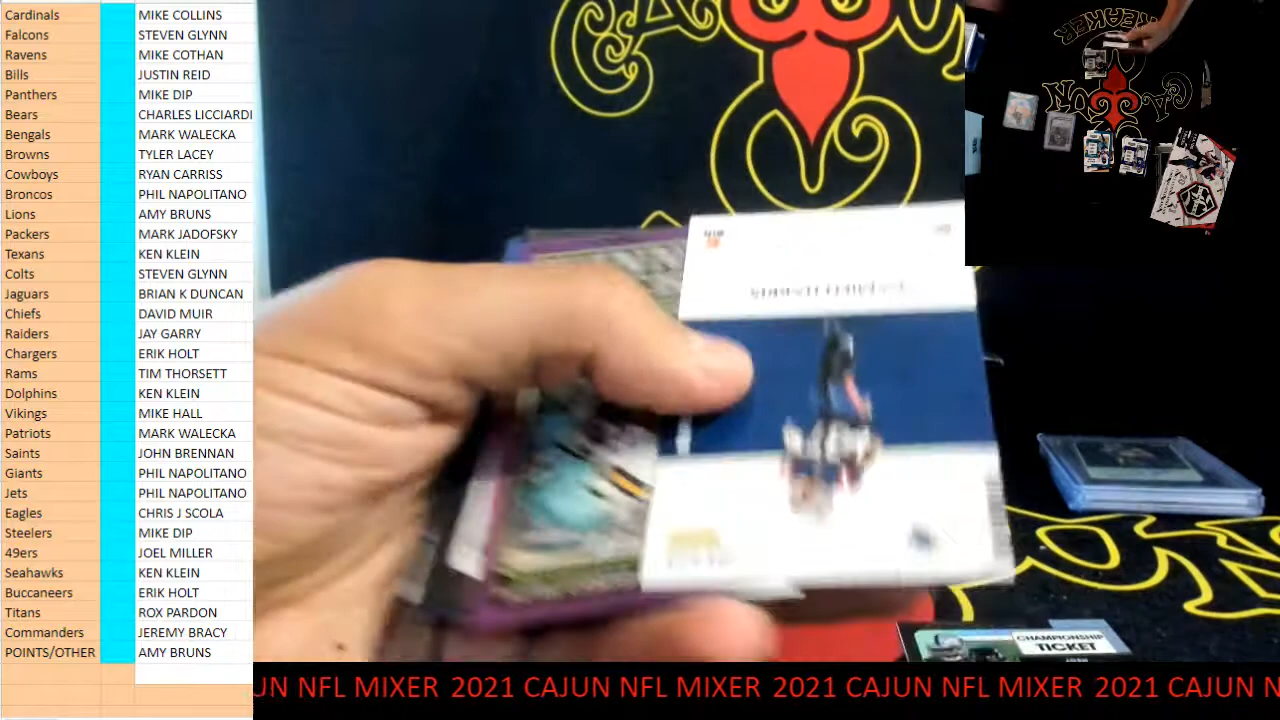 Cardinals MIKE COLLINS
Falcons STEVEN GLYNN
Ravens MIKE COTHAN
Bills JUSTIN REID
Panthers MIKE DIP
Bears CHARLES LICCIARDI
Bengals MARK WALECKA
Browns TYLER LACEY
Cowboys RYAN CARRISS
Broncos PHIL NAPOLITANO
Lions AMY BRUNS
Packers MARK JADOFSKY
Texans KEN KLEIN
Colts STEVEN GLYNN
Jaguars BRIAN K DUNCAN
Chiefs DAVID MUIR
Raiders JAY GARRY
Chargers ERIK HOLT
Rams TIM THORSETT
Dolphins KEN KLEIN
Vikings MIKE HALL
Patriots MARK WALECKA
Saints JOHN BRENNAN
Giants PHIL NAPOLITANO
Jets PHIL NAPOLITANO
Eagles CHRIS J SCOLA
Steelers MIKE DIP
49ers JOEL MILLER
Seahawks KEN KLEIN
Buccaneers ERIK HOLT
Titans ROX PARDON
Commanders JEREMY BRACY
POINTS/OTHER AMY BRUNS
CHAMPIONSHIP
TICKET
UN NFL MIXER 2021 CAJUN NFL MIXER 2021 CAJUN NFL MIXER 2021 CAJUN N